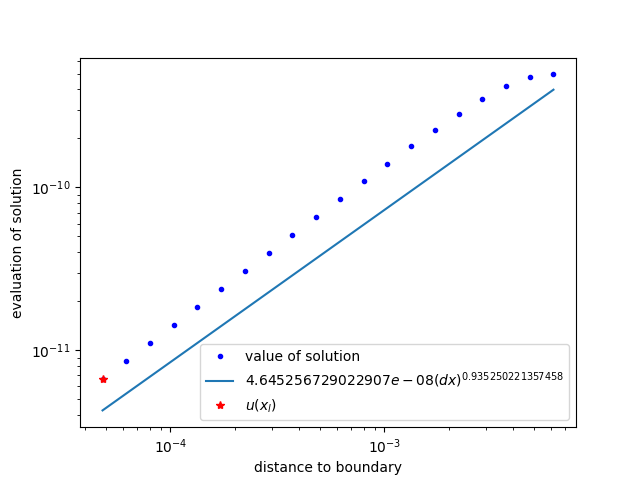 evaluation of solution
10^{-10}
10^{-11}
value of solution
4.645256729022907e − 08(dx)^{0.935250221357458}
u(x_l)
10^{-4}
10^{-3}
distance to boundary